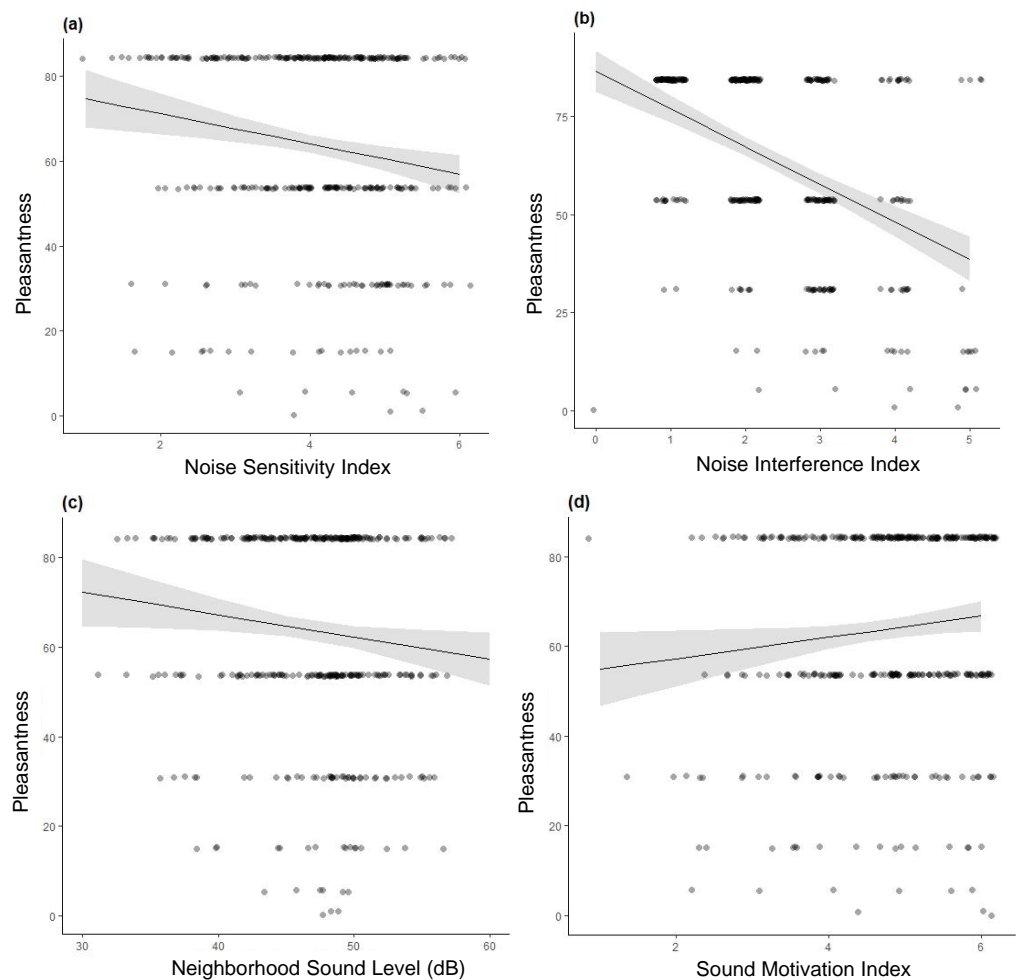 (a)
80
60
40
20
0
Pleasantness
2
4
6
Noise Sensitivity Index
(b)
75
50
25
0
Pleasantness
0
1
2
3
4
5
Noise Interference Index
(c)
80
60
40
20
0
Pleasantness
30
40
50
60
Neighborhood Sound Level (dB)
(d)
80
60
40
20
0
Pleasantness
2
4
6
Sound Motivation Index